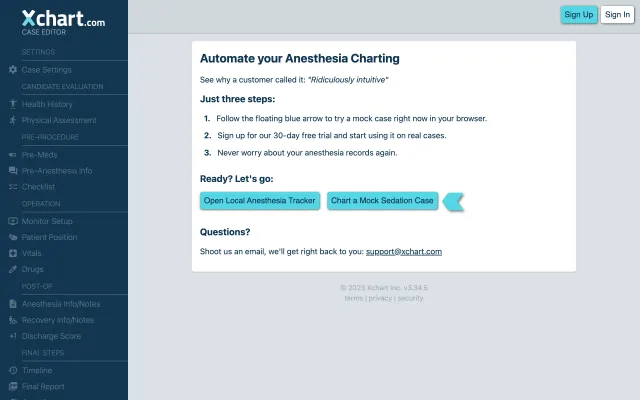 Xchart.com
CASE EDITOR
SETTINGS
Case Settings
CANDIDATE EVALUATION
Health History
Physical Assessment
PRE-PROCEDURE
Pre-Meds
Pre-Anesthesia Info
Checklist
OPERATION
Monitor Setup
Patient Position
Vitals
Drugs
POST-OP
Anesthesia Info/Notes
Recovery Info/Notes
Discharge Score
FINAL STEPS
Timeline
Final Report
Sign Up Sign In
Automate your Anesthesia Charting
See why a customer called it: "Ridiculously intuitive"
Just three steps:
1. Follow the floating blue arrow to try a mock case right now in your browser.
2. Sign up for our 30-day free trial and start using it on real cases.
3. Never worry about your anesthesia records again.
Ready? Let's go:
Open Local Anesthesia Tracker Chart a Mock Sedation Case
Questions?
Shoot us an email, we'll get right back to you: support@xchart.com
© 2023 Xchart Inc. v3.34.5
terms | privacy | security